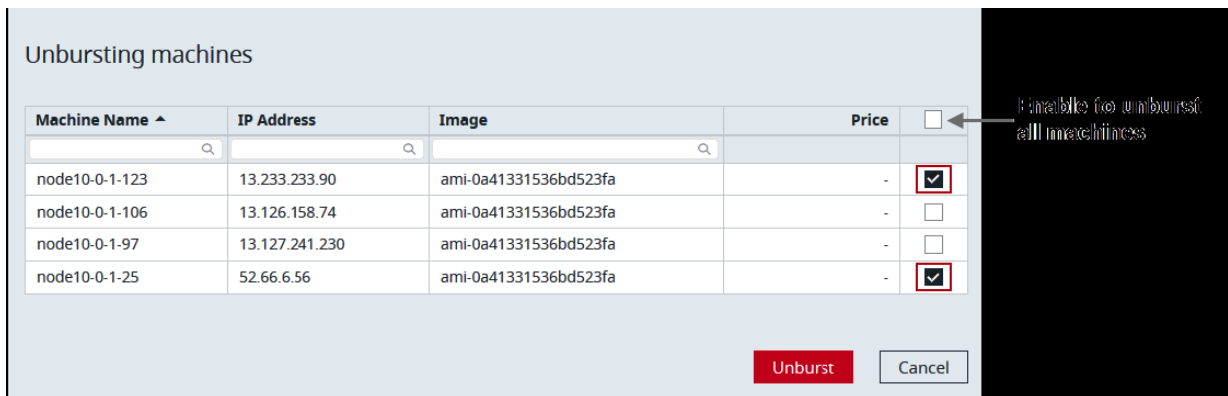 Unbursting machines
Machine Name IP Address Image Price
Enable to unburst
all machines
node10-0-1-123 13.233.233.90 ami-0a41331536bd523fa -
node10-0-1-106 13.126.158.74 ami-0a41331536bd523fa -
node10-0-1-97 13.127.241.230 ami-0a41331536bd523fa -
node10-0-1-25 52.66.6.56 ami-0a41331536bd523fa -
Unburst Cancel